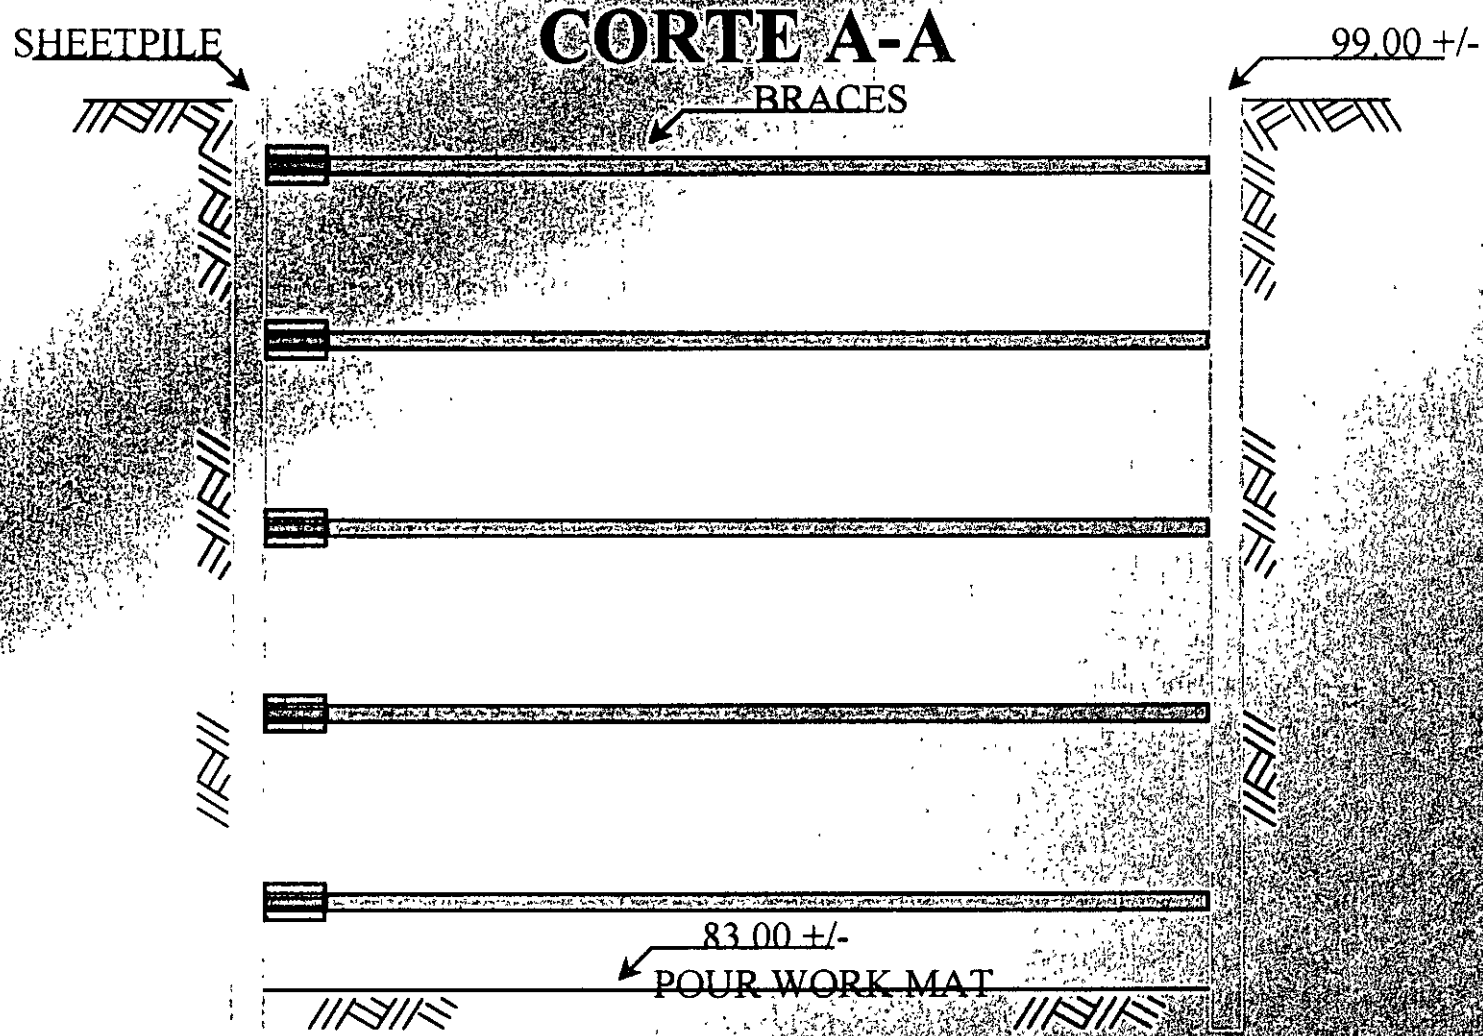 CORTE A-A
SHEETPILE
99.00 +/-
BRACES
83.00 +/-
POUR WORK MAT